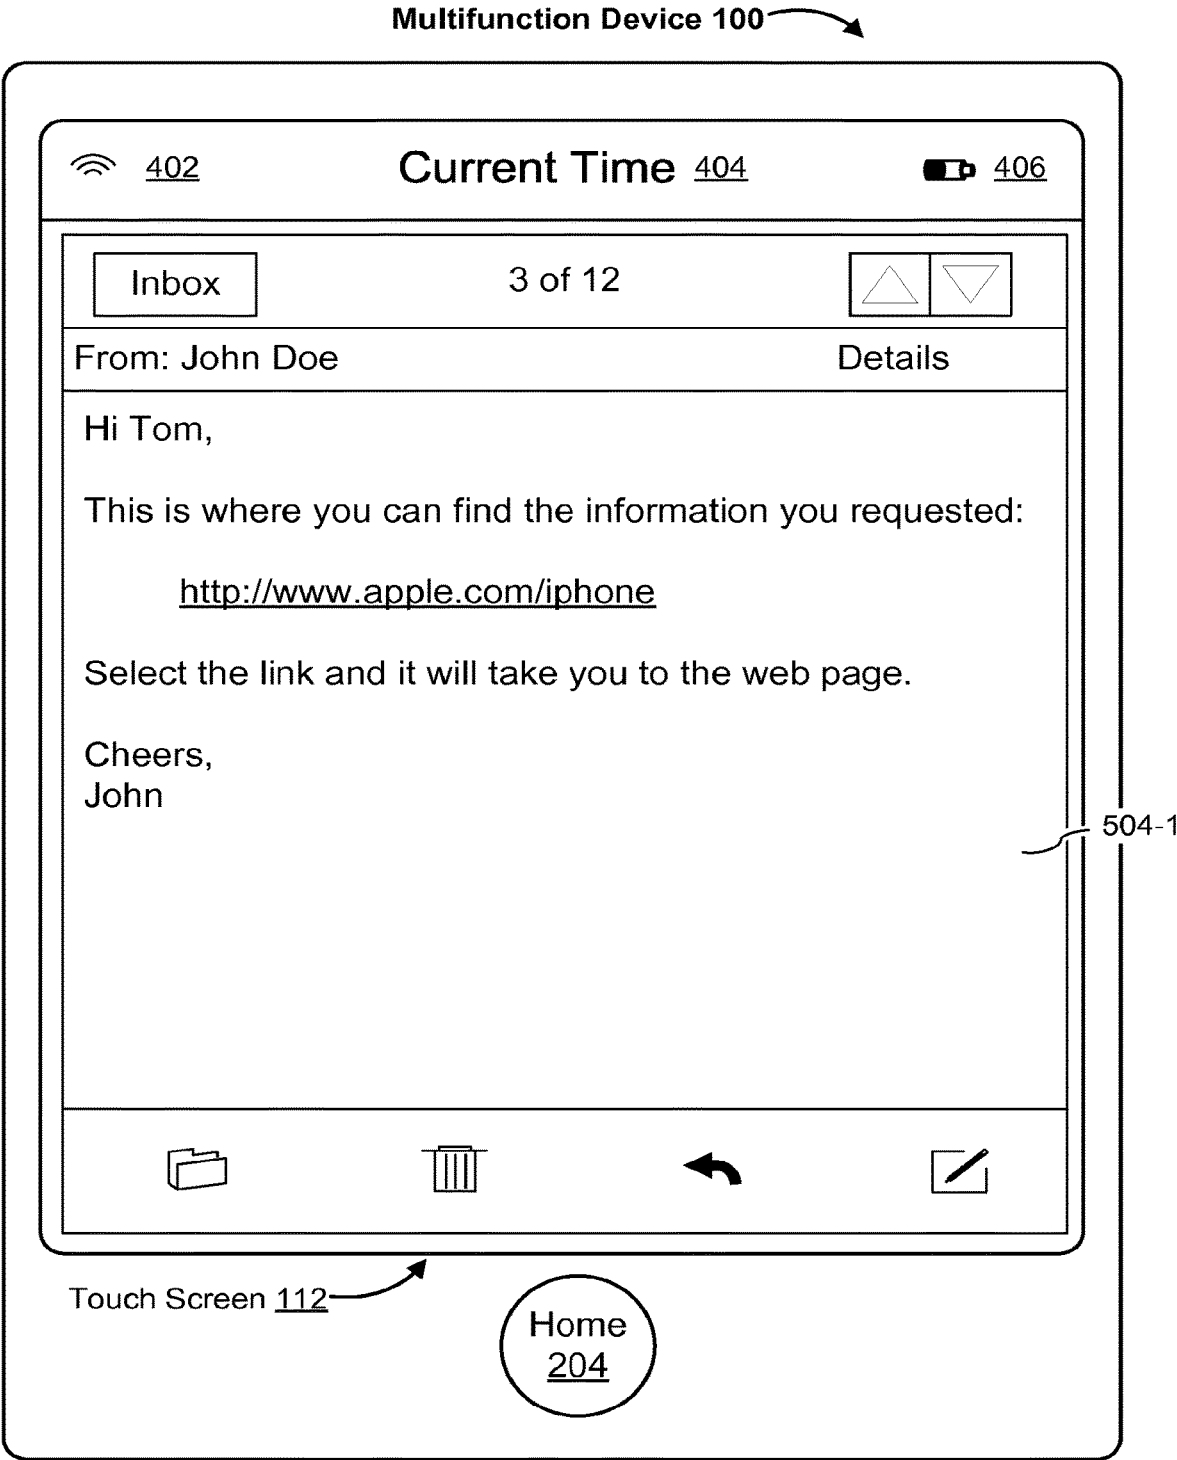 Multifunction Device 100
402 Current Time 404 406
Inbox 3 of 12
From: John Doe Details
Hi Tom,
This is where you can find the information you requested:
http://www.apple.com/iphone
Select the link and it will take you to the web page.
Cheers,
John
504-1
Touch Screen 112
Home
204